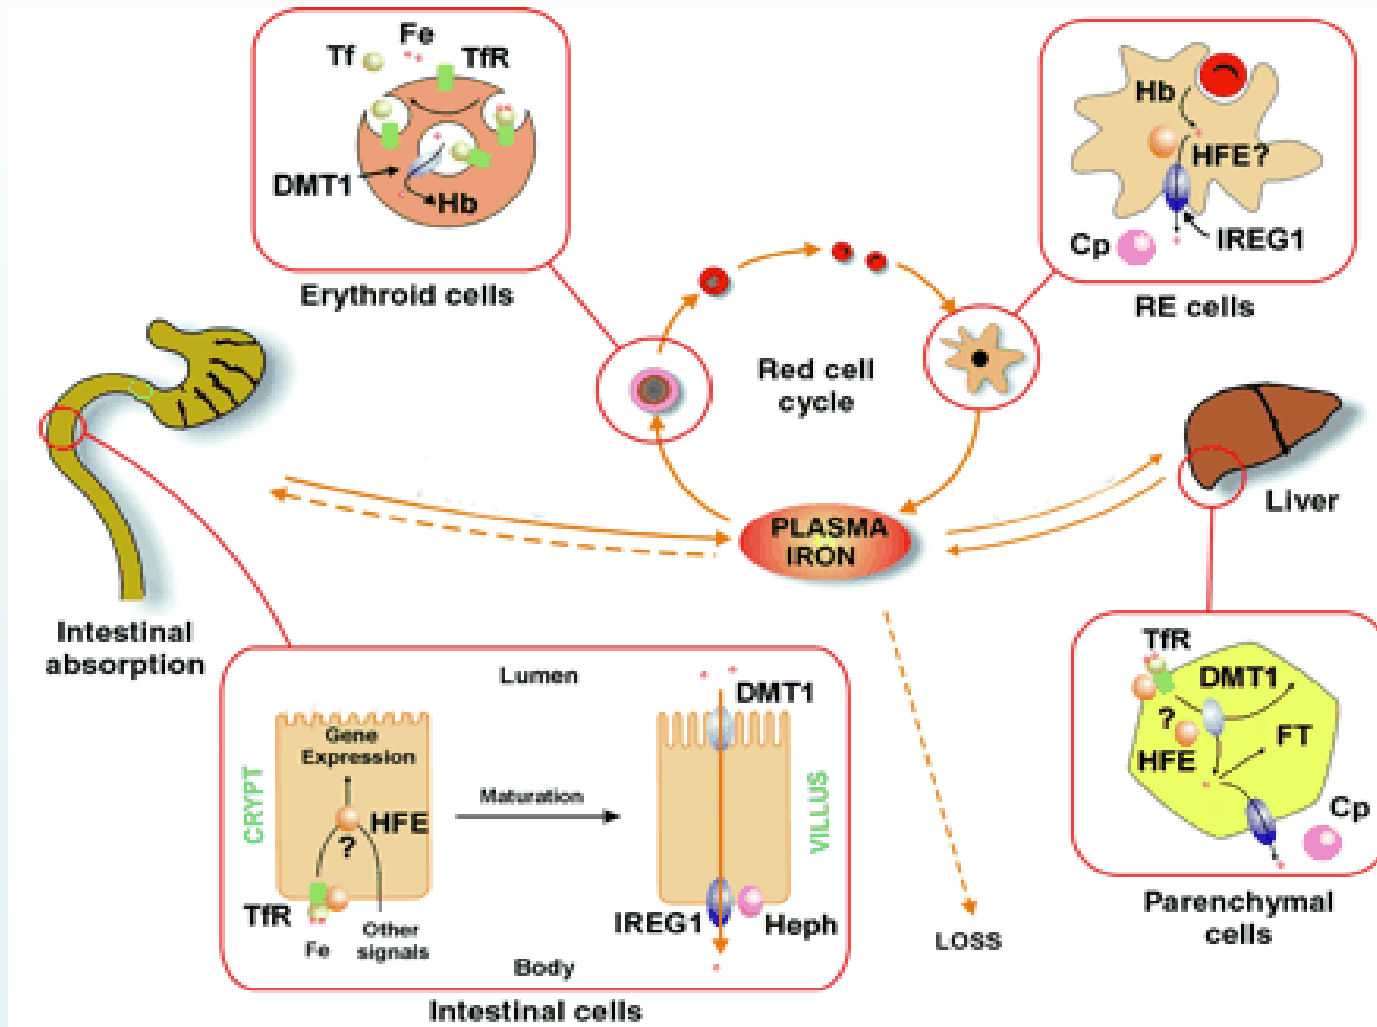 Tf
Fe
TfR
DMT1
Hb
Erythroid cells
Hb
HFE?
Cp
IREG1
RE cells
Red cell
cycle
PLASMA
IRON
Liver
Intestinal
absorption
LOSS
Lumen
DMT1
Gene
Expression
CRYPT
HFE
?
Maturation
VILLUS
TfR
Fe
Other
signals
IREG1
Heph
Body
Intestinal cells
TfR
DMT1
?
HFE
FT
Cp
Parenchymal
cells